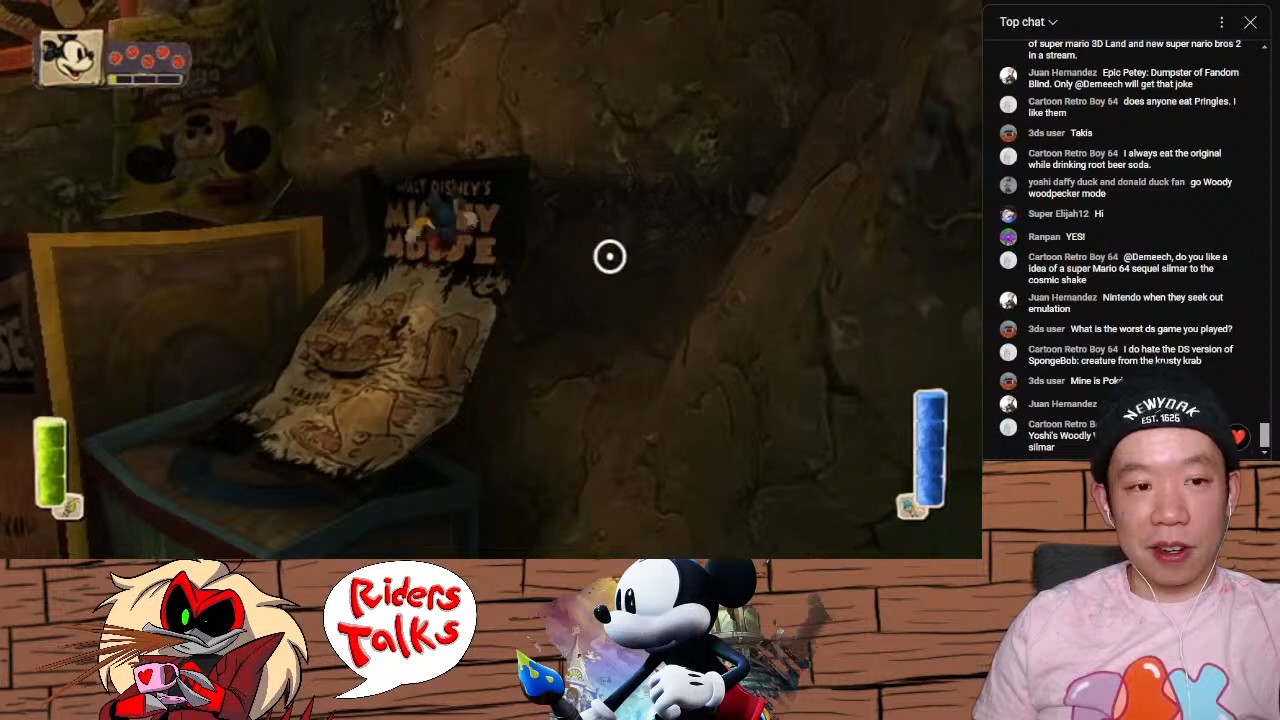 Top chat
of super mario 3D Land and new super nario bros 2
in a stream.
Juan Hernandez Epic Petey: Dumpster of Fandom
Blind. Only @Demeech will get that joke
Cartoon Retro Boy 64 does anyone eat Pringles. I
like them
3ds user Takis
Cartoon Retro Boy 64 I always eat the original
while drinking root beer soda.
yoshi daffy duck and donald duck fan go Woody
woodpecker mode
Super Elijah12 Hi
Ranpan YES!
Cartoon Retro Boy 64 @Demeech, do you like a
idea of a super Mario 64 sequel silmar to the
cosmic shake
Juan Hernandez Nintendo when they seek out
emulation
3ds user What is the worst ds game you played?
Cartoon Retro Boy 64 I do hate the DS version of
SpongeBob: creature from the krusty krab
3ds user Mine is
Juan Hernandez
Cartoon Retro
Yoshi's Woolly
silmar
WALT DISNEY'S
MICKEY
MOUSE
NEWYORK
EST. 1625
Riders
Talks